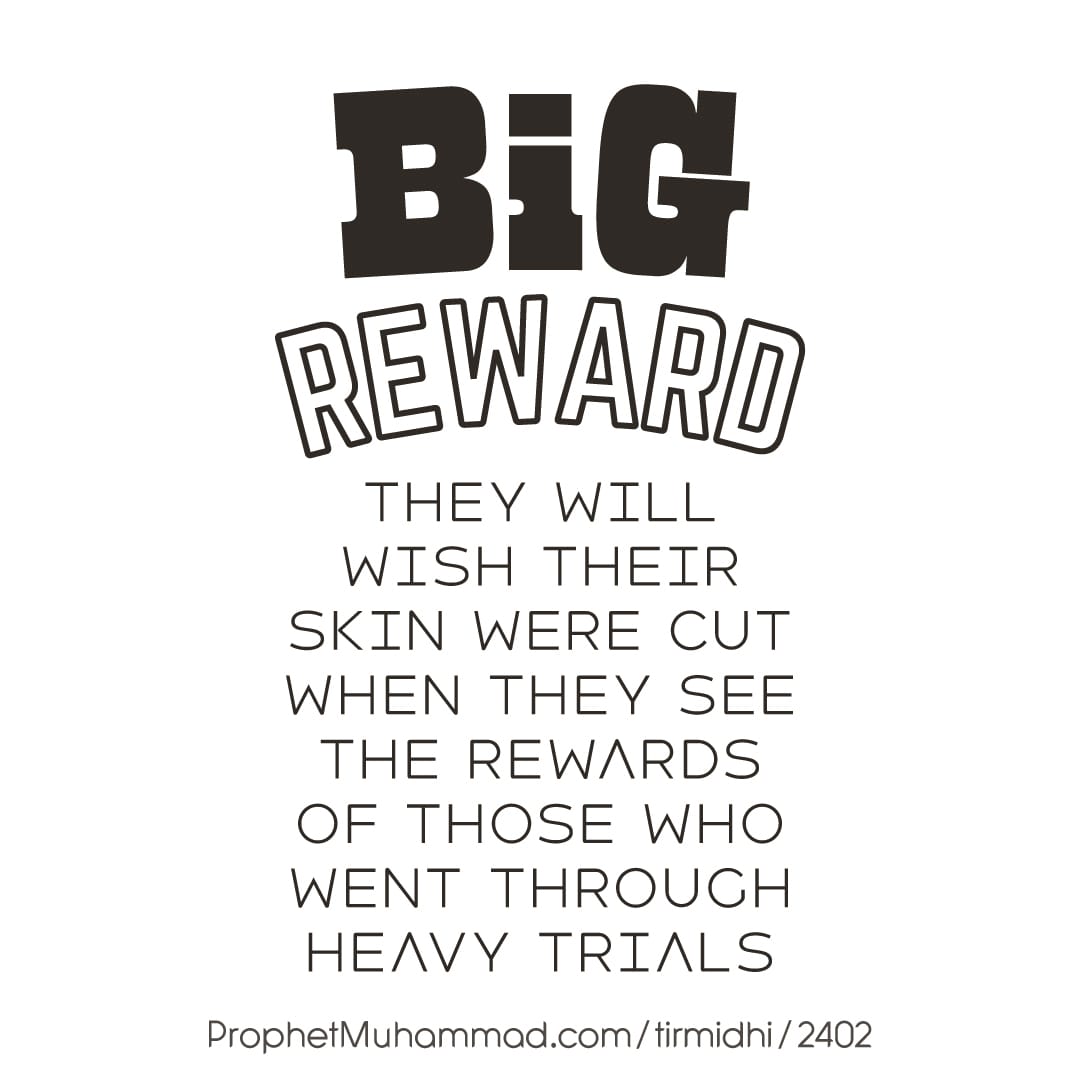 BiG
REWARD
THEY WILL
WISH THEIR
SKIN WERE CUT
WHEN THEY SEE
THE REWARDS
OF THOSE WHO
WENT THROUGH
HEAVY TRIALS
ProphetMuhammad.com/tirmidhi/2402